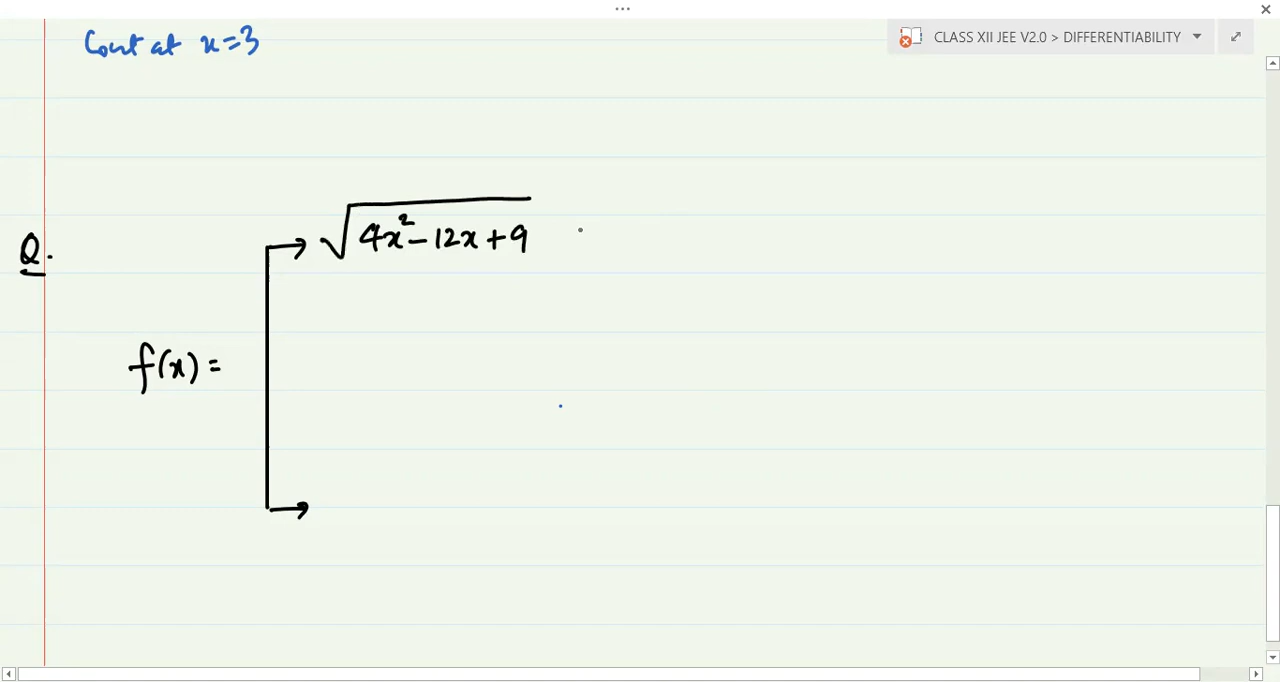 Cont at x=3
CLASS XII JEE V2.0 > DIFFERENTIABILITY
Q.
√(4x²-12x+9)
f(x)=